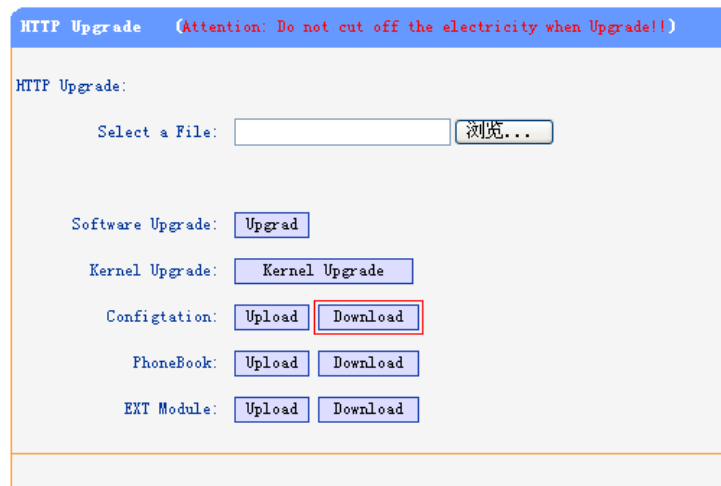 HTTP Upgrade (Attention: Do not cut off the electricity when Upgrade!!)
HTTP Upgrade:
Select a File: 浏览...
Software Upgrade: Upgrad
Kernel Upgrade: Kernel Upgrade
Configtation: Upload Download
PhoneBook: Upload Download
EXT Module: Upload Download